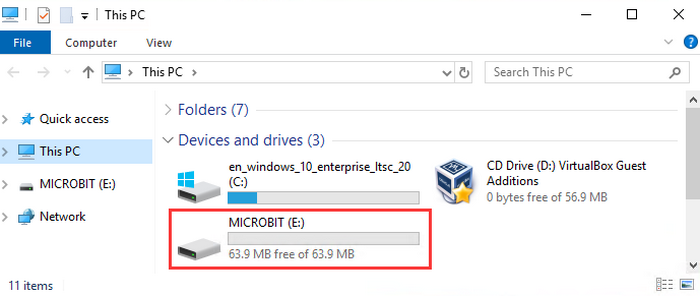 This PC
File
Computer
View
This PC
Search This PC
Quick access
This PC
MICROBIT (E:)
Network
Folders (7)
Devices and drives (3)
en_windows_10_enterprise_ltsc_20
(C:)
CD Drive (D:) VirtualBox Guest
Additions
0 bytes free of 56.9 MB
MICROBIT (E:)
63.9 MB free of 63.9 MB
11 items